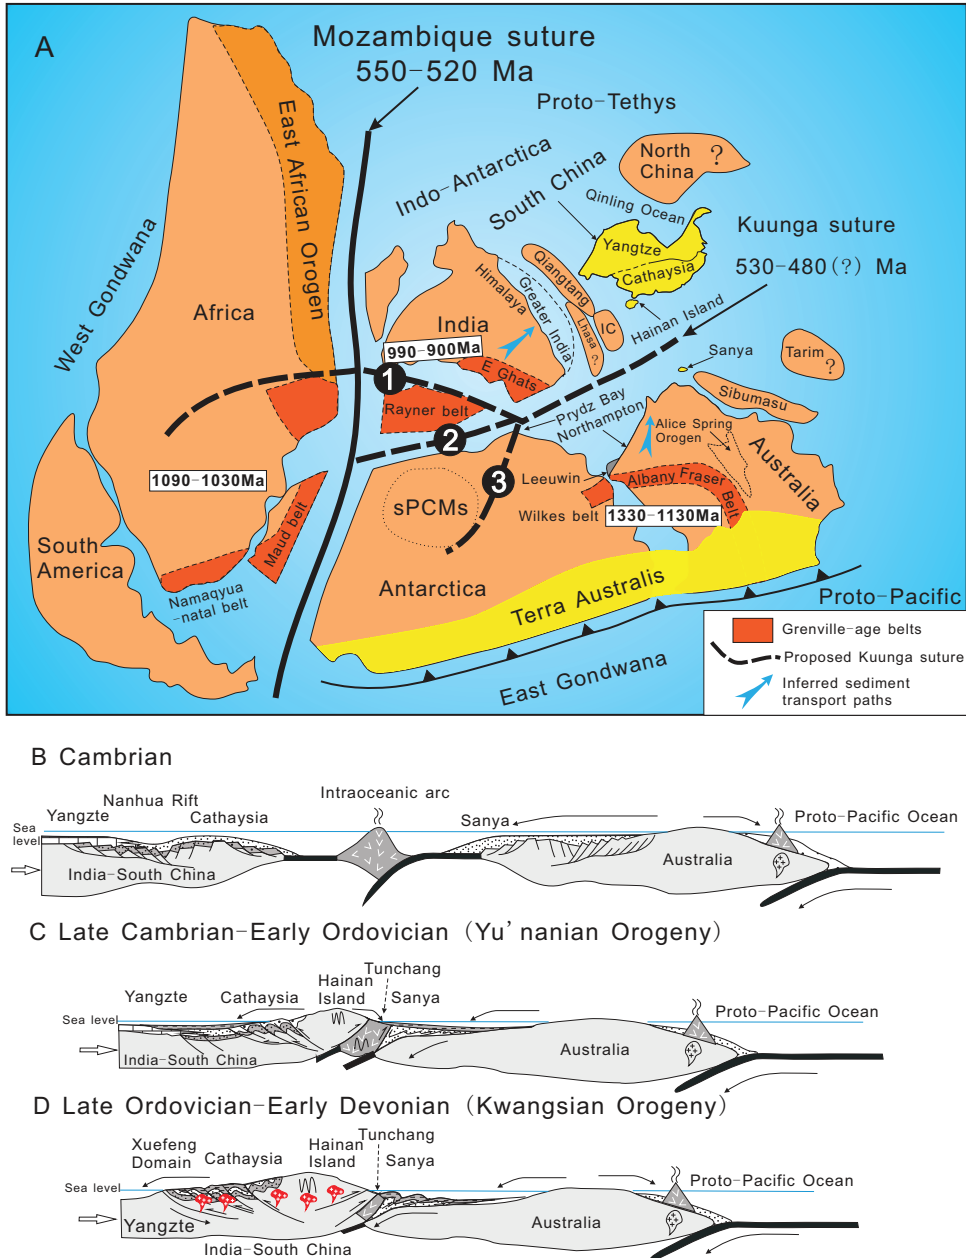 A
Mozambique suture
550-520 Ma
Proto-Tethys
Indo-Antarctica
South China
North
China
?
Qinling Ocean
Kuunga suture
530-480(?) Ma
East African Orogen
West Gondwana
Africa
Yangtze
Cathaysia
Hainan Island
Qiangtang
Himalaya
Greater India
Lhasa
?
IC
India
990-900Ma
E Ghats
Sanya
Tarim
?
Sibumasu
1
Rayner belt
Prydz Bay
Northampton
Alice Spring
Orogen
Australia
2
3
Leeuwin
Albany Fraser
Belt
sPCMs
Wilkes belt
1330-1130Ma
1090-1030Ma
Maud belt
South
America
Namaqyua
-natal belt
Antarctica
Terra Australis
Proto-Pacific
East Gondwana
Grenville-age belts
Proposed Kuunga suture
Inferred sediment
transport paths
B Cambrian
Intraoceanic arc
Nanhua Rift
Yangzte
Cathaysia
Sanya
Proto-Pacific Ocean
Sea
level
India-South China
Australia
C Late Cambrian-Early Ordovician (Yu'nanian Orogeny)
Tunchang
Hainan
Island
Yangzte
Cathaysia
Sanya
Proto-Pacific Ocean
Sea level
India-South China
Australia
D Late Ordovician-Early Devonian (Kwangsian Orogeny)
Tunchang
Xuefeng
Domain
Cathaysia
Hainan
Island
Sanya
Proto-Pacific Ocean
Sea level
Yangzte
Australia
India-South China